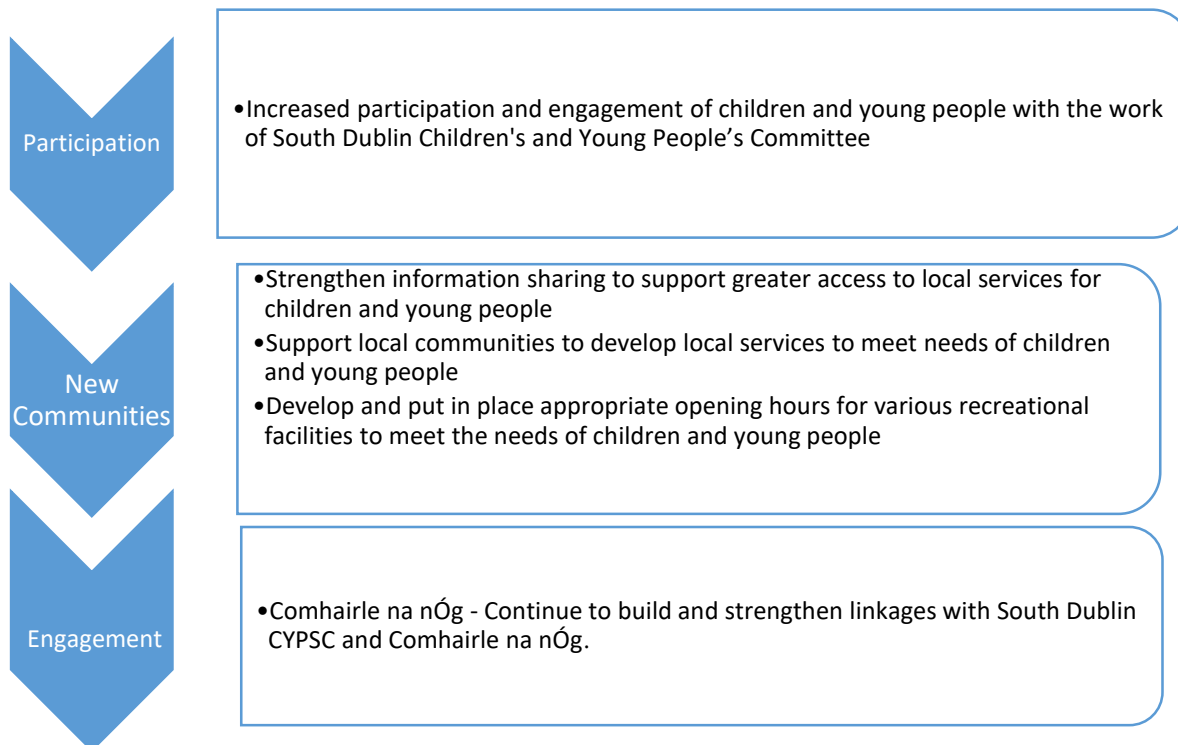 Participation
•Increased participation and engagement of children and young people with the work
of South Dublin Children's and Young People’s Committee
New
Communities
•Strengthen information sharing to support greater access to local services for
children and young people
•Support local communities to develop local services to meet needs of children
and young people
•Develop and put in place appropriate opening hours for various recreational
facilities to meet the needs of children and young people
Engagement
•Comhairle na nÓg - Continue to build and strengthen linkages with South Dublin
CYPSC and Comhairle na nÓg.